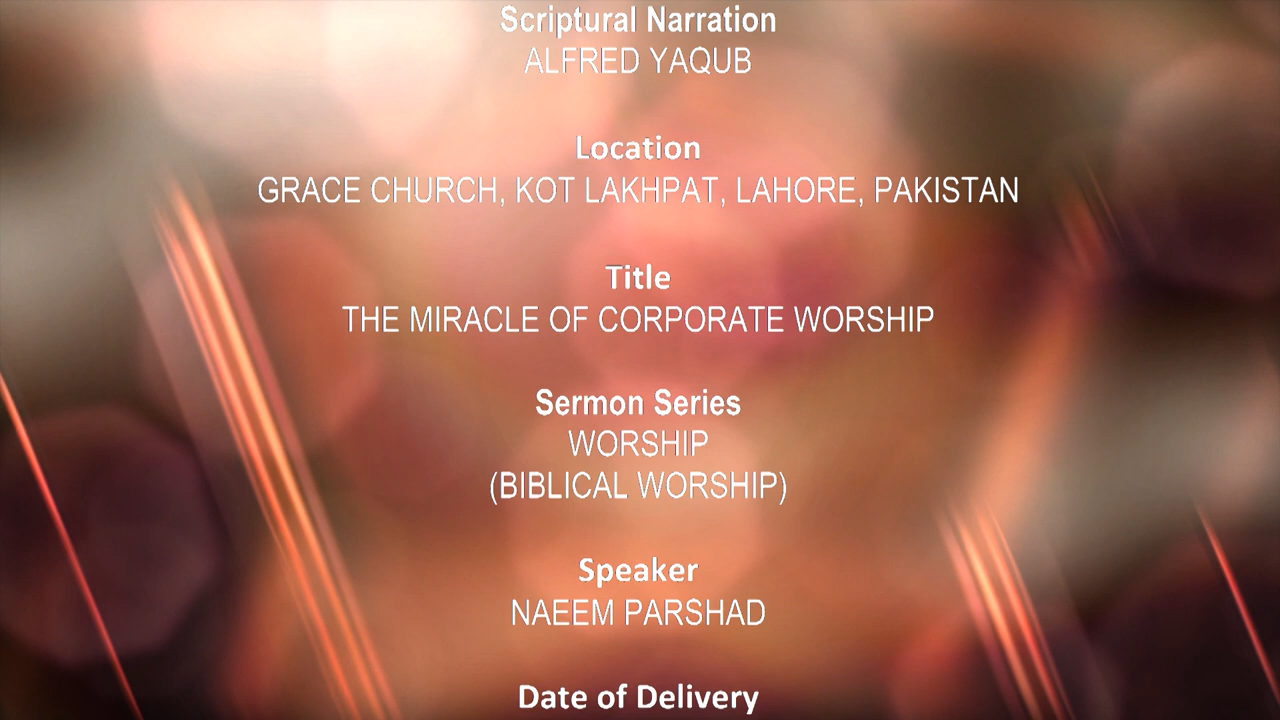 Scriptural Narration
ALFRED YAQUB
Location
GRACE CHURCH, KOT LAKHPAT, LAHORE, PAKISTAN
Title
THE MIRACLE OF CORPORATE WORSHIP
Sermon Series
WORSHIP
(BIBLICAL WORSHIP)
Speaker
NAEEM PARSHAD
Date of Delivery